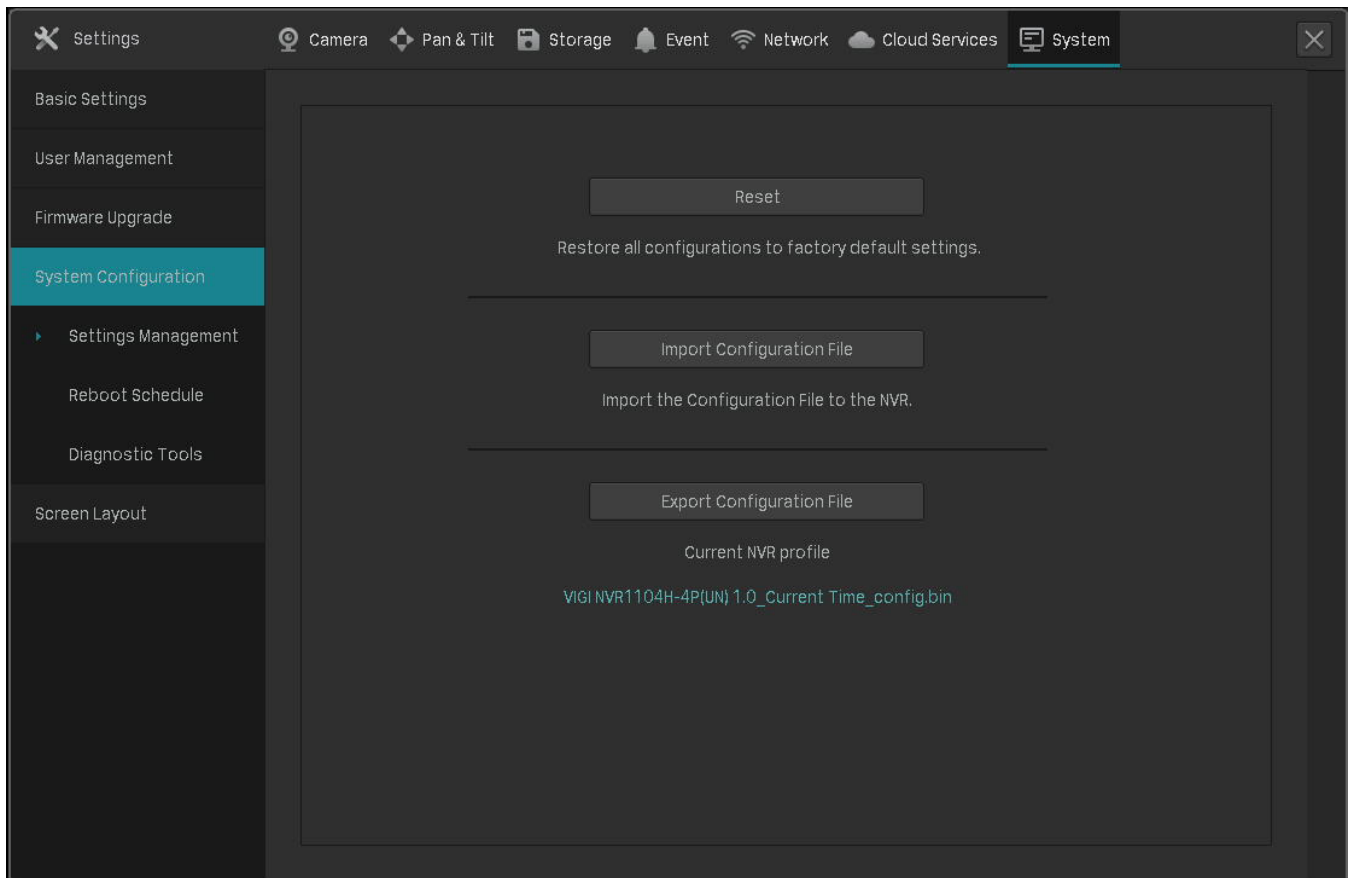 Settings
Camera
Pan & Tilt
Storage
Event
Network
Cloud Services
System
Basic Settings
User Management
Firmware Upgrade
System Configuration
Settings Management
Reboot Schedule
Diagnostic Tools
Screen Layout
Reset
Restore all configurations to factory default settings.
Import Configuration File
Import the Configuration File to the NVR.
Export Configuration File
Current NVR profile
VIGI NVR1104H-4P(UN) 1.0_Current Time_config.bin